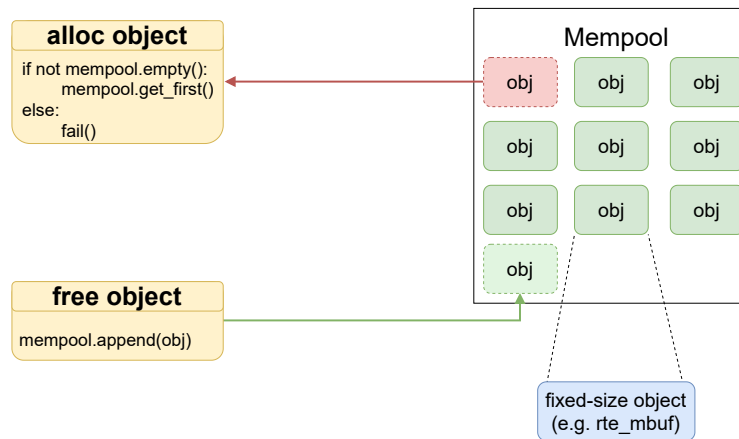 alloc object
if not mempool.empty():
mempool.get_first()
else:
fail()
Mempool
obj
obj
obj
obj
obj
obj
obj
obj
obj
obj
free object
mempool.append(obj)
fixed-size object
(e.g. rte_mbuf)